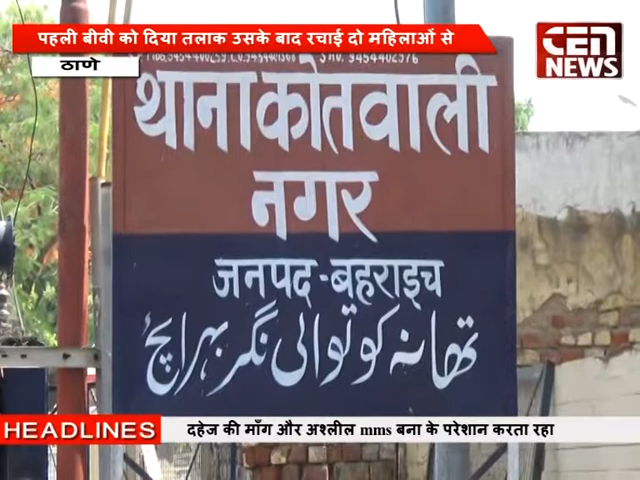 पहली बीवी को दिया तलाक उसके बाद रचाई दो महिलाओं से
CEN NEWS
ठाणे
थाना कोतवाली
नगर
जनपद-बहराइच
تھانہ کوتوالی نگر بہرائچ
HEADLINES
दहेज की माँग और अश्लील mms बना के परेशान करता रहा